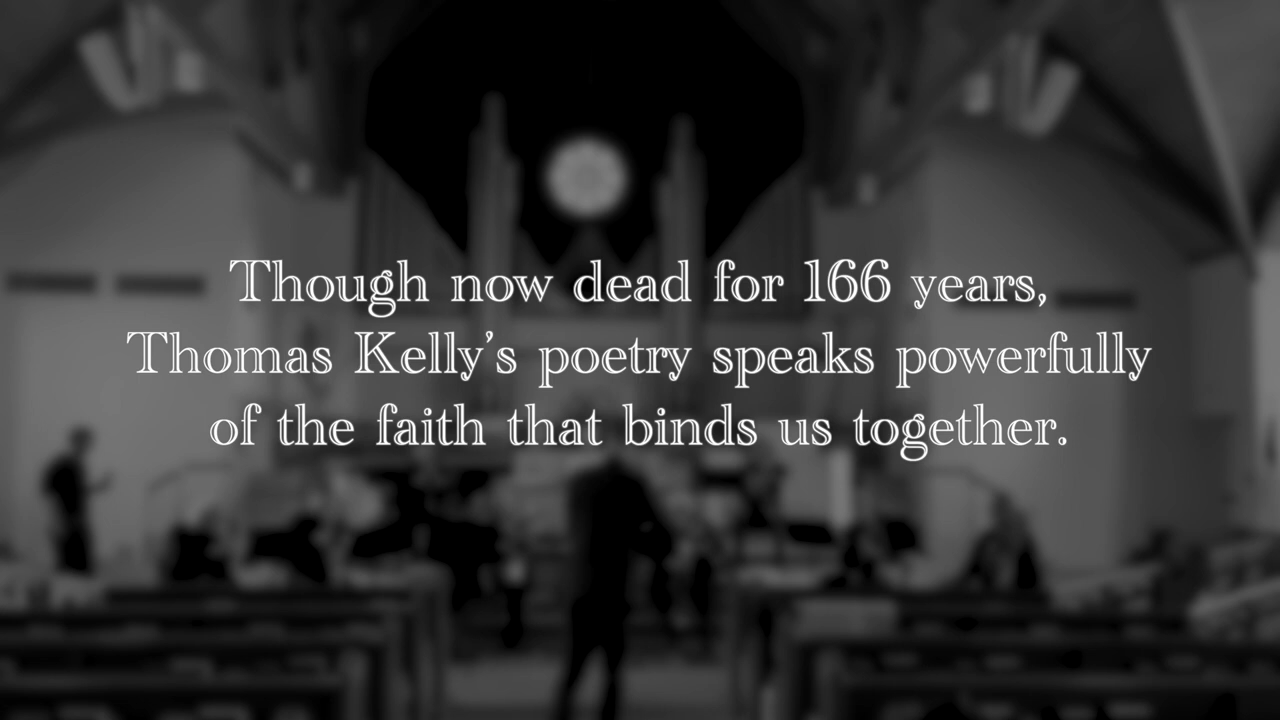 Though now dead for 166 years,
Thomas Kelly’s poetry speaks powerfully
of the faith that binds us together.